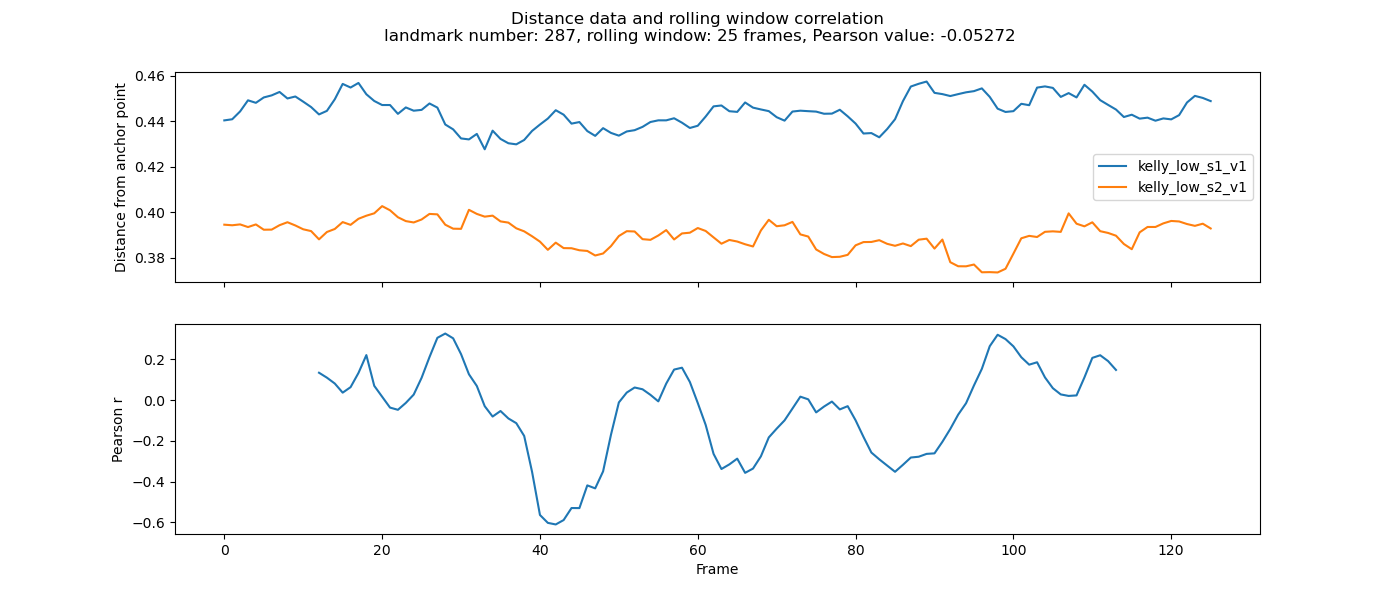 Distance data and rolling window correlation
landmark number: 287, rolling window: 25 frames, Pearson value: -0.05272
Distance from anchor point
0.46
0.44
0.42
0.40
0.38
kelly_low_s1_v1
kelly_low_s2_v1
Pearson r
0.2
0.0
−0.2
−0.4
−0.6
0 20 40 60 80 100 120
Frame